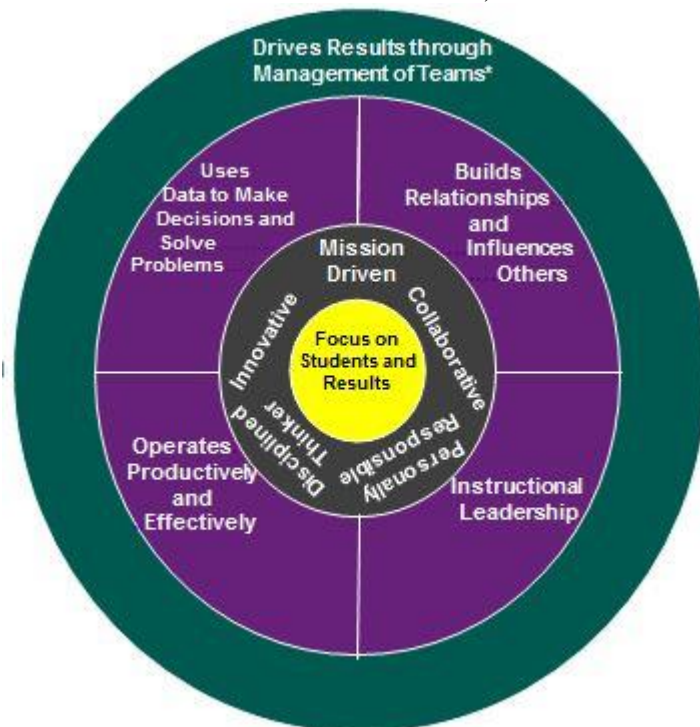 Drives Results through
Management of Teams*
Uses
Data to Make
Decisions and
Solve
Problems
Builds
Relationships
and
Influences
Others
Mission
Driven
Innovative
Collaborative
Focus on
Students and
Results
Disciplined
Thinker
Personally
Responsible
Operates
Productively
and
Effectively
Instructional
Leadership